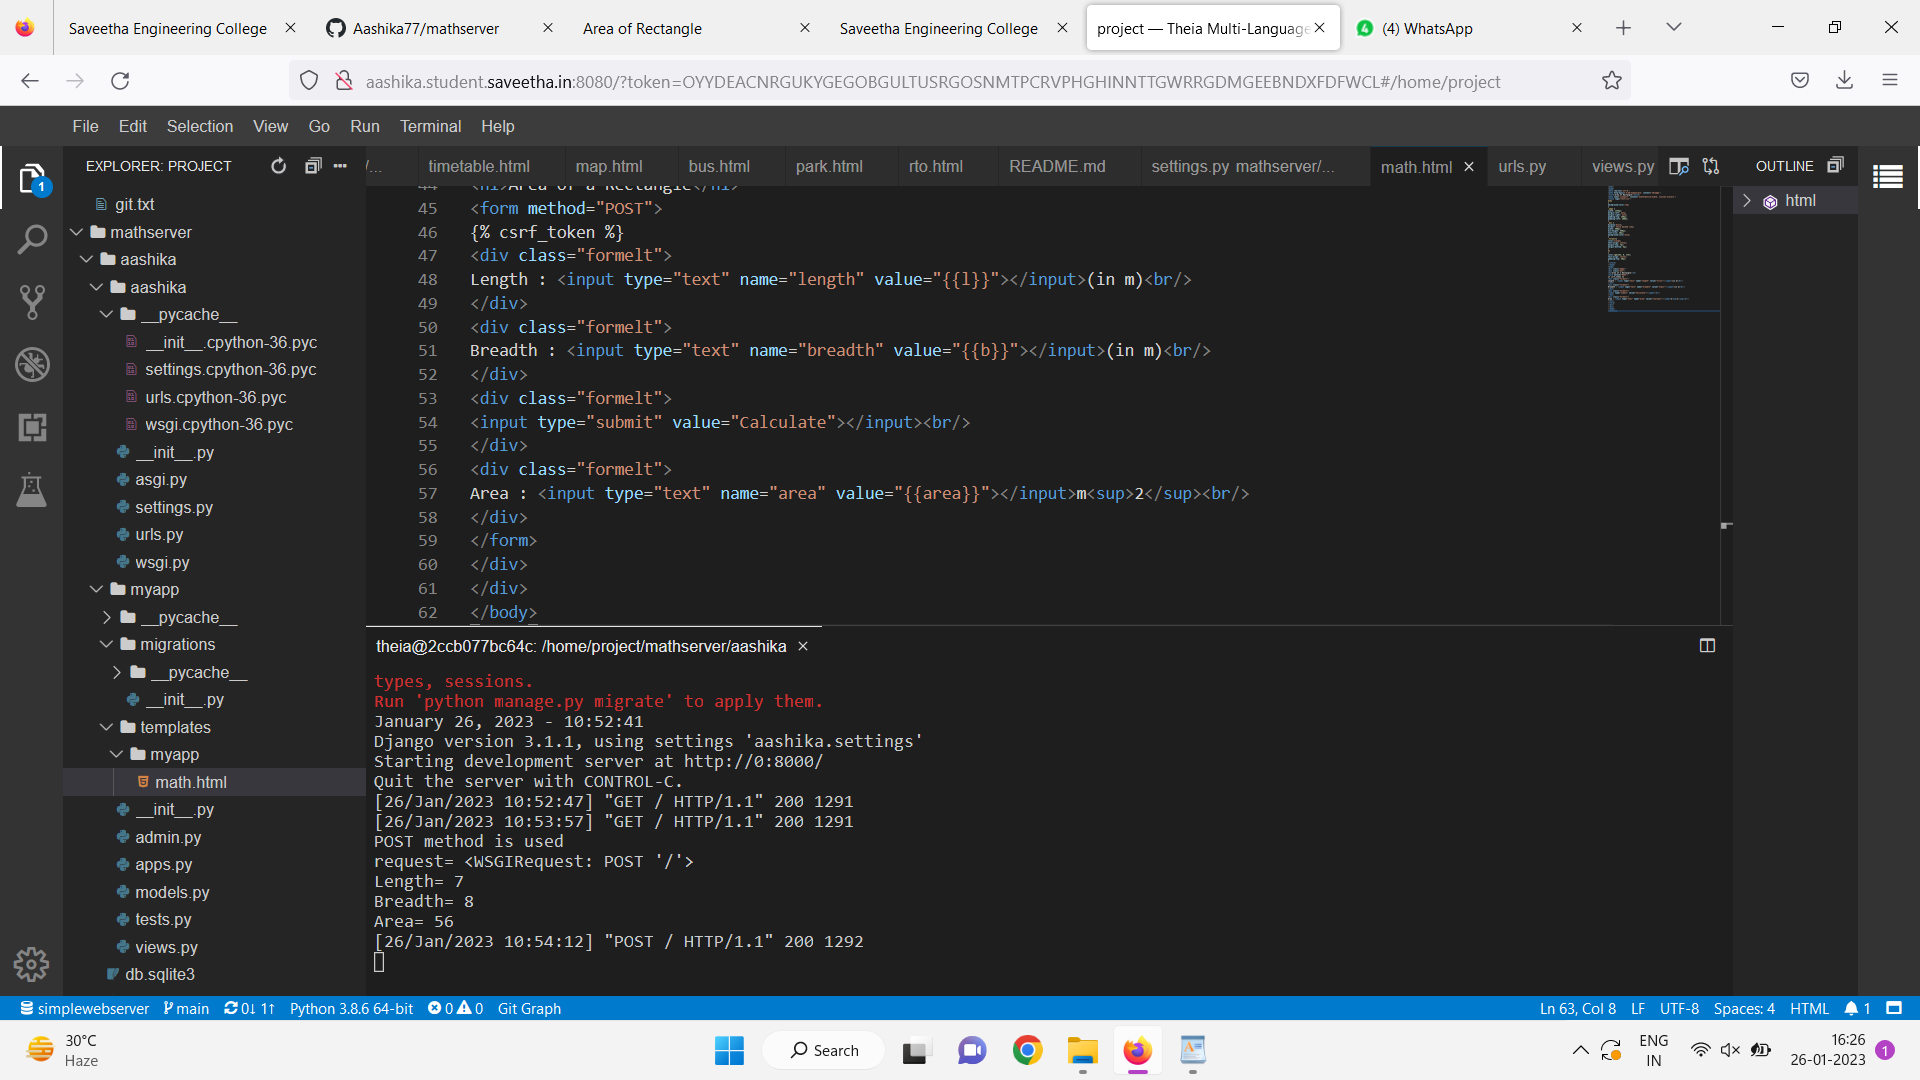 Saveetha Engineering College
Aashika77/mathserver
Area of Rectangle
Saveetha Engineering College
project — Theia Multi-Language
(4) WhatsApp
aashika.student.saveetha.in:8080/?token=OYYDEACNRGUKYGEGOBGULTUSRGOSNMTPCRVPHGHINNTTGWRRGDMGEEBNDXFDFWCL#/home/project
File Edit Selection View Go Run Terminal Help
EXPLORER: PROJECT
/...
timetable.html
map.html
bus.html
park.html
rto.html
README.md
settings.py mathserver/...
math.html
urls.py
views.py
OUTLINE
html
1
git.txt
mathserver
aashika
aashika
__pycache__
__init__.cpython-36.pyc
settings.cpython-36.pyc
urls.cpython-36.pyc
wsgi.cpython-36.pyc
__init__.py
asgi.py
settings.py
urls.py
wsgi.py
myapp
__pycache__
migrations
__pycache__
__init__.py
templates
myapp
math.html
__init__.py
admin.py
apps.py
models.py
tests.py
views.py
db.sqlite3
44 <h1>Area of a Rectangle</h1>
45 <form method="POST">
46 {% csrf_token %}
47 <div class="formelt">
48 Length : <input type="text" name="length" value="{{l}}"></input>(in m)<br/>
49 </div>
50 <div class="formelt">
51 Breadth : <input type="text" name="breadth" value="{{b}}"></input>(in m)<br/>
52 </div>
53 <div class="formelt">
54 <input type="submit" value="Calculate"></input><br/>
55 </div>
56 <div class="formelt">
57 Area : <input type="text" name="area" value="{{area}}"></input>m<sup>2</sup><br/>
58 </div>
59 </form>
60 </div>
61 </div>
62 </body>
theia@2ccb077bc64c: /home/project/mathserver/aashika
types, sessions.
Run 'python manage.py migrate' to apply them.
January 26, 2023 - 10:52:41
Django version 3.1.1, using settings 'aashika.settings'
Starting development server at http://0:8000/
Quit the server with CONTROL-C.
[26/Jan/2023 10:52:47] "GET / HTTP/1.1" 200 1291
[26/Jan/2023 10:53:57] "GET / HTTP/1.1" 200 1291
POST method is used
request= <WSGIRequest: POST '/'>
Length= 7
Breadth= 8
Area= 56
[26/Jan/2023 10:54:12] "POST / HTTP/1.1" 200 1292
simplewebserver main 0↓ 1↑ Python 3.8.6 64-bit 0 0 Git Graph
Ln 63, Col 8 LF UTF-8 Spaces: 4 HTML 1
30°C
Haze
Search
ENG
IN
16:26
26-01-2023
1